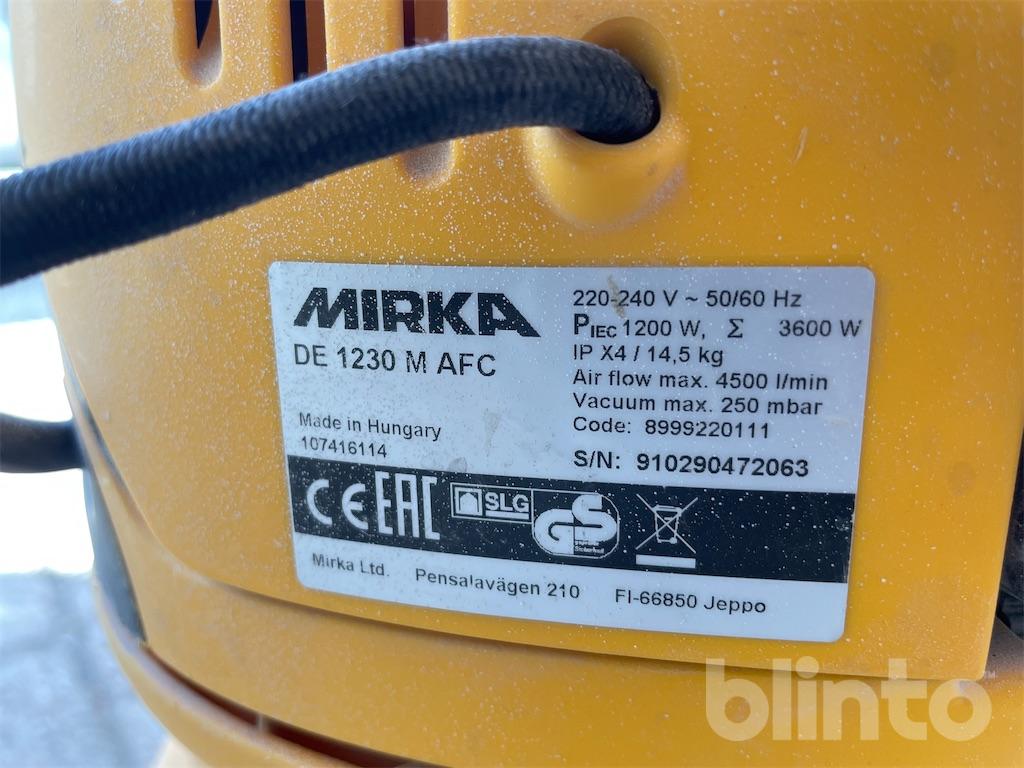 MIRKA
DE 1230 M AFC
Made in Hungary
107416114
220-240 V ~ 50/60 Hz
PIEC 1200 W, Σ 3600 W
IP X4 / 14,5 kg
Air flow max. 4500 l/min
Vacuum max. 250 mbar
Code: 8999220111
S/N: 910290472063
CE EAC SLG GS
Sicherheit
Mirka Ltd. Pensalavägen 210 FI-66850 Jeppo
blinto